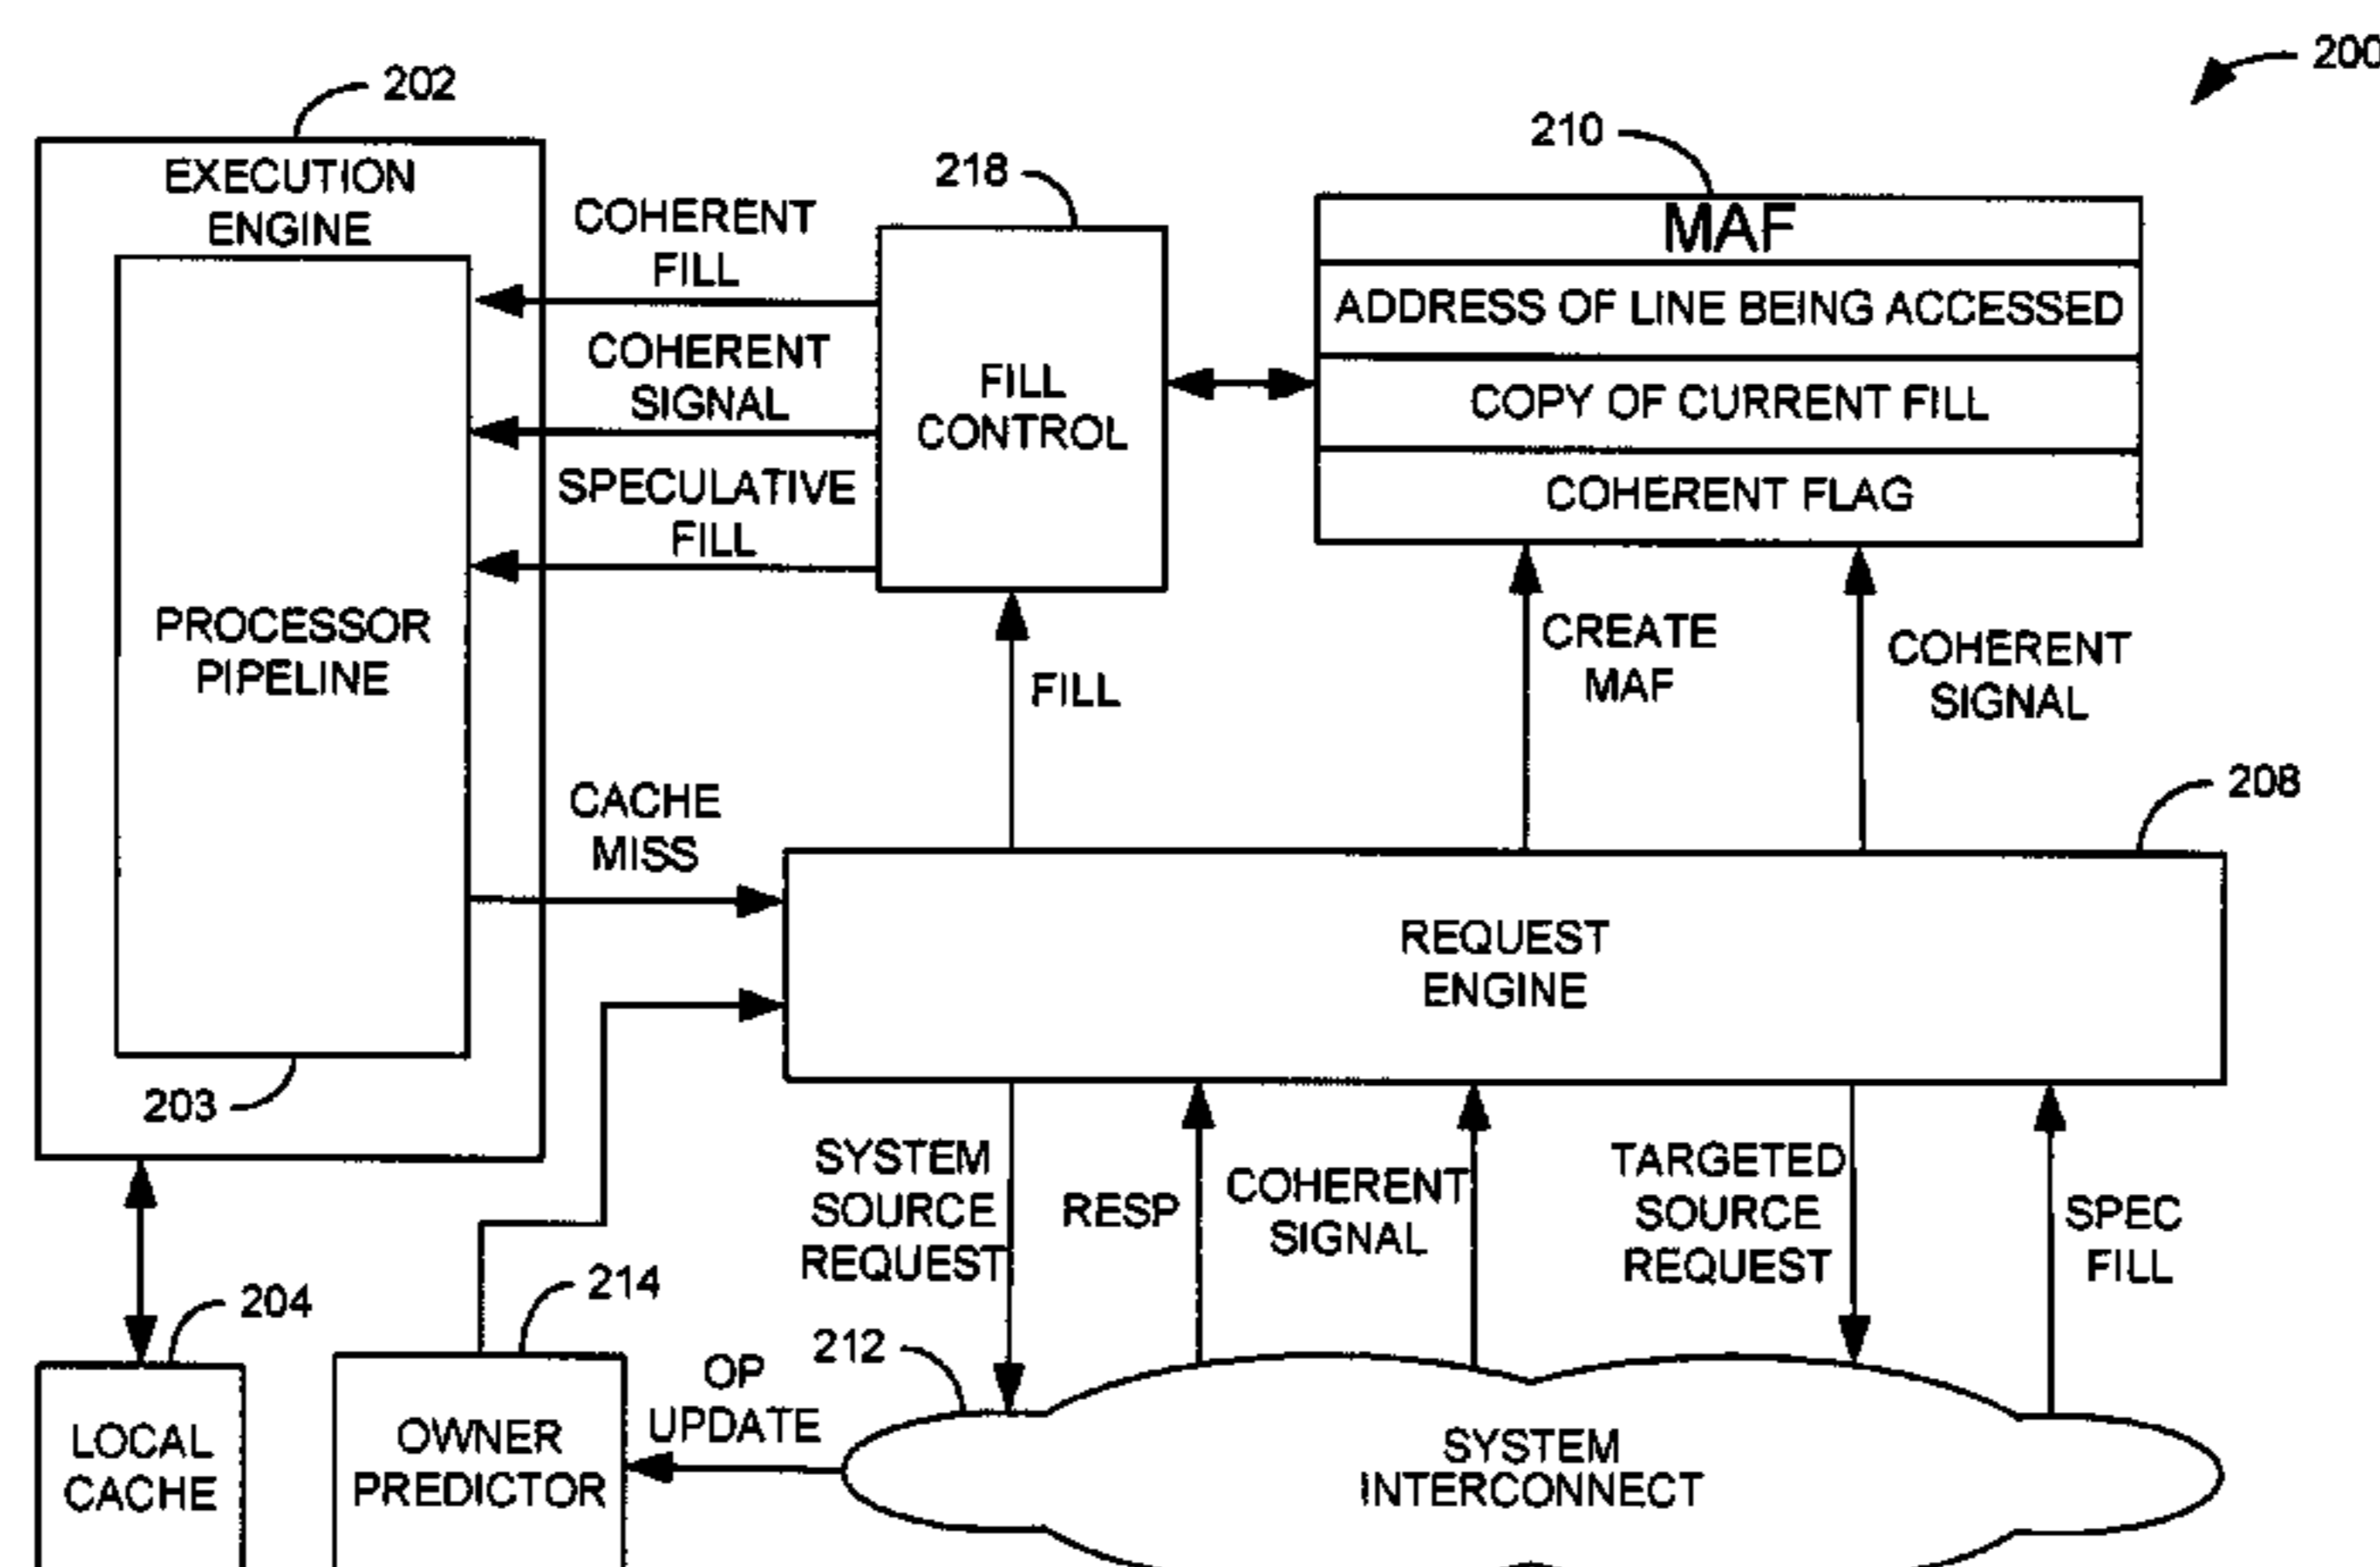 200
202
EXECUTION
ENGINE
PROCESSOR
PIPELINE
203
COHERENT
FILL
COHERENT
SIGNAL
SPECULATIVE
FILL
218
FILL
CONTROL
210
MAF
ADDRESS OF LINE BEING ACCESSED
COPY OF CURRENT FILL
COHERENT FLAG
FILL
CREATE
MAF
COHERENT
SIGNAL
CACHE
MISS
208
REQUEST
ENGINE
SYSTEM
SOURCE
REQUEST
RESP
COHERENT
SIGNAL
TARGETED
SOURCE
REQUEST
SPEC
FILL
204
LOCAL
CACHE
214
OWNER
PREDICTOR
OP
UPDATE
212
SYSTEM
INTERCONNECT